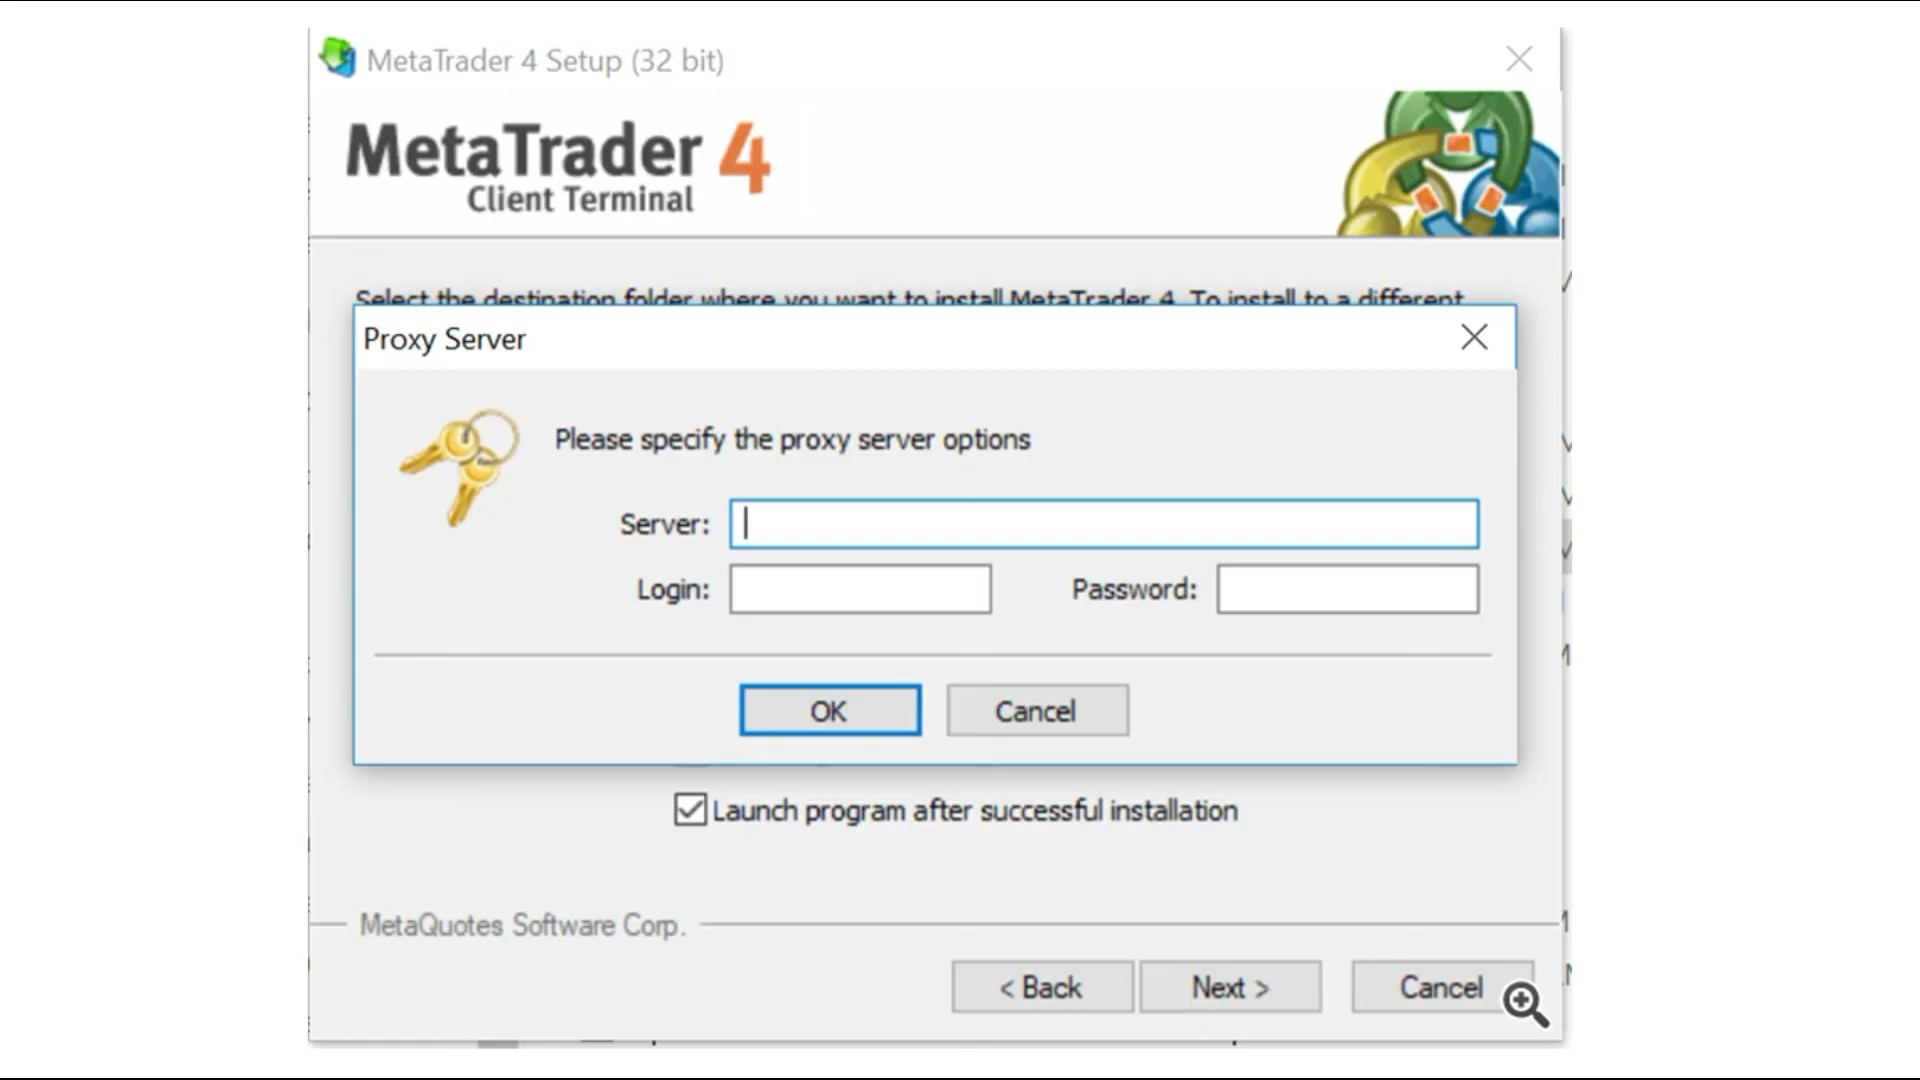 MetaTrader 4 Setup (32 bit)
MetaTrader 4
Client Terminal
Select the destination folder where you want to install MetaTrader 4. To install to a different
Proxy Server
Please specify the proxy server options
Server:
Login:
Password:
OK
Cancel
Launch program after successful installation
MetaQuotes Software Corp.
< Back
Next >
Cancel